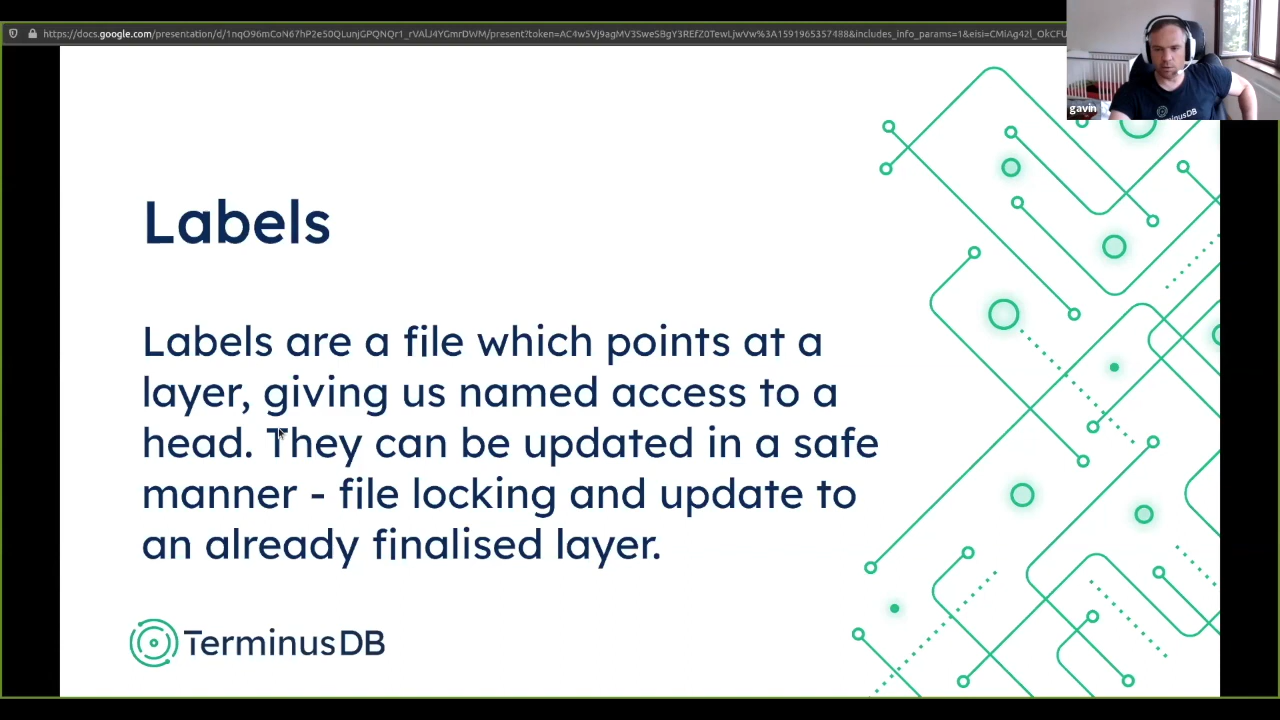 https://docs.google.com/presentation/d/1nqO96mCoN67hP2e50QLunjGPQNQr1_rVAlJ4YGmrDWM/present?token=AC4w5Vj9agMV3SweSBgY3REfZ0TewLjwVw%3A1591965357488&includes_info_params=1&eisi=CMiAg42l_OkCFU
gavin
minusDB
Labels
Labels are a file which points at a
layer, giving us named access to a
head. They can be updated in a safe
manner - file locking and update to
an already finalised layer.
TerminusDB